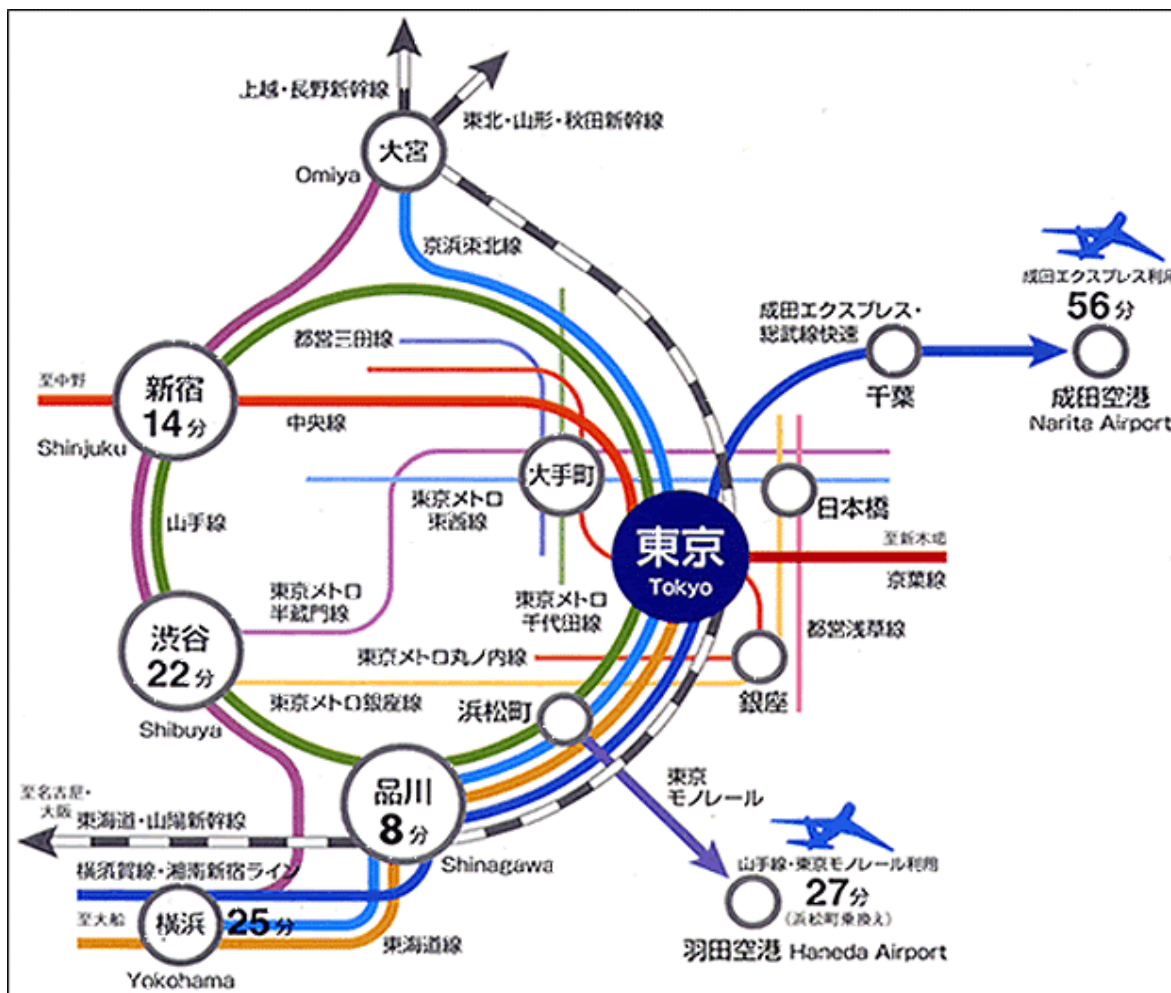 上越・長野新幹線
東北・山形・秋田新幹線
大宮
Omiya
京浜東北線
成田エクスプレス利用
56分
成田エクスプレス・
総武線快速
千葉
成田空港
Narita Airport
都営三田線
至中野
新宿
14分
Shinjuku
中央線
大手町
東京メトロ
東西線
日本橋
山手線
東京
Tokyo
至新木場
京葉線
東京メトロ
半蔵門線
東京メトロ
千代田線
都営浅草線
渋谷
22分
Shibuya
東京メトロ丸ノ内線
東京メトロ銀座線
銀座
浜松町
品川
8分
Shinagawa
東京
モノレール
至名古屋・
大阪
東海道・山陽新幹線
横須賀線・湘南新宿ライン
山手線・東京モノレール利用
27分
(浜松町乗換え)
羽田空港 Haneda Airport
至大船
横浜
25分
東海道線
Yokohama